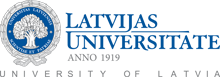 LATVIJAS
UNIVERSITĀTE
ANNO 1919
UNIVERSITY OF LATVIA